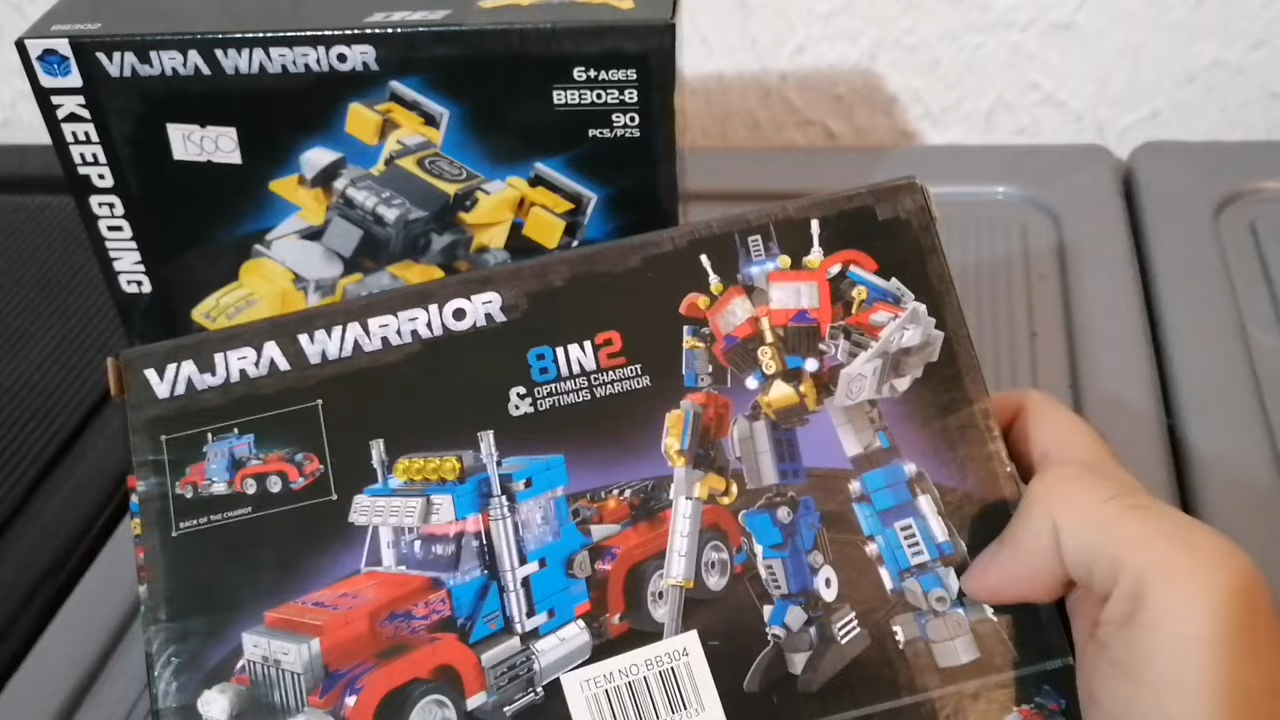 BB302
VAJRA WARRIOR
KEEP GOING
6+AGES
BB302-8
90
PCS/PZS
1500
VAJRA WARRIOR
8IN2
& OPTIMUS CHARIOT
OPTIMUS WARRIOR
BACK OF THE CHARIOT
ITEM NO:BB304